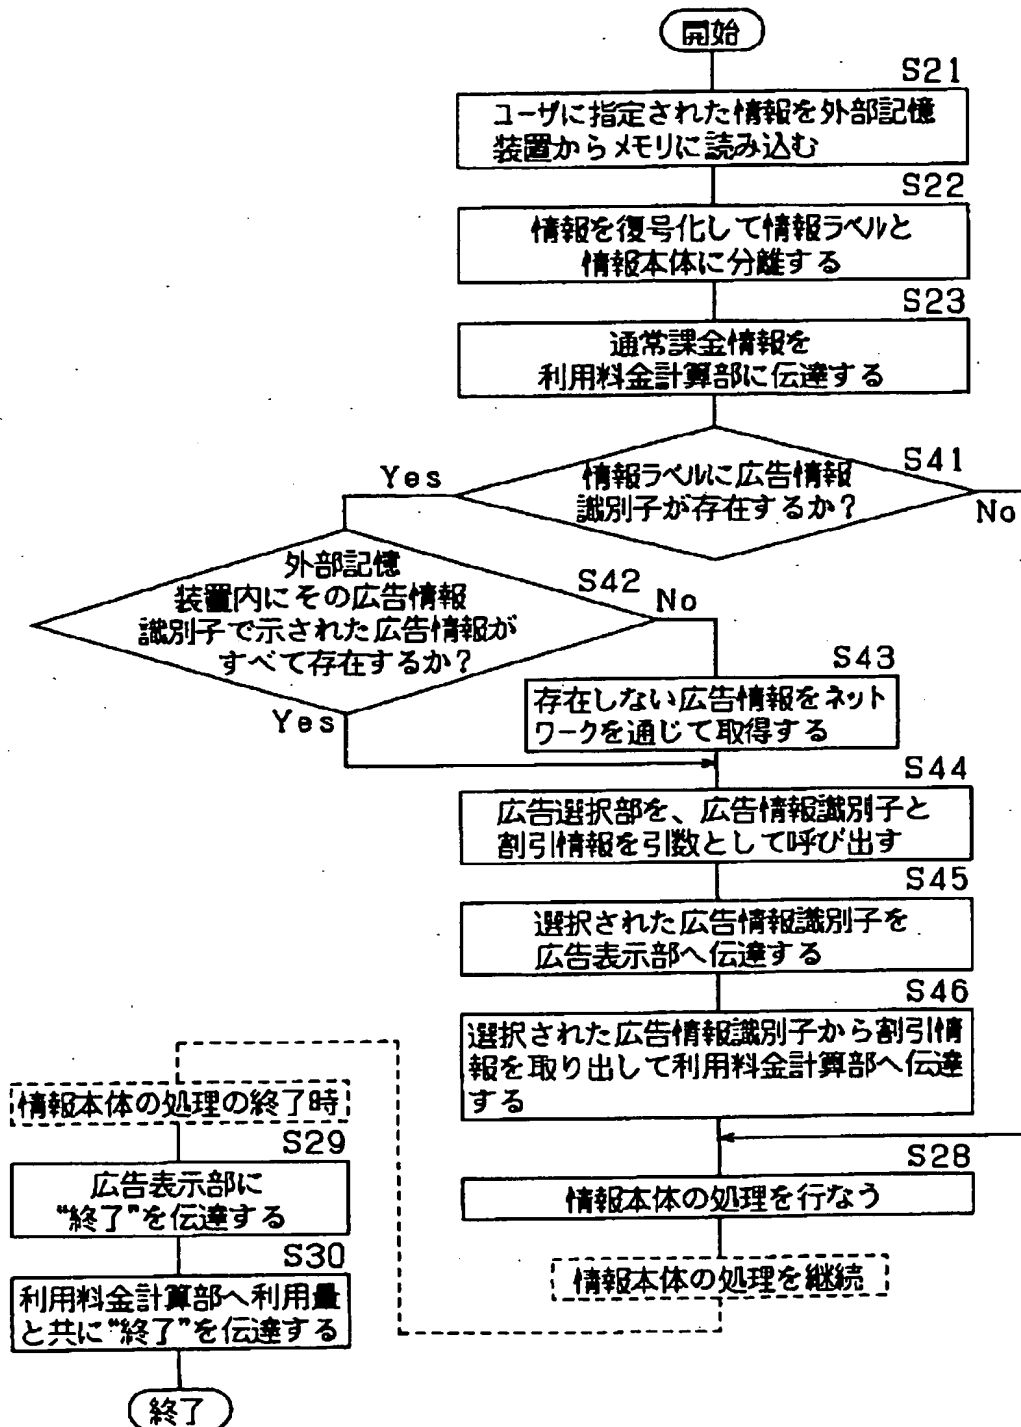 開始
S21
ユーザに指定された情報を外部記憶
装置からメモリに読み込む
S22
情報を復号化して情報ラベルと
情報本体に分離する
S23
通常課金情報を
利用料金計算部に伝達する
S41
情報ラベルに広告情報
識別子が存在するか?
Yes
No
S42
外部記憶
装置内にその広告情報
識別子で示された広告情報が
すべて存在するか?
No
Yes
S43
存在しない広告情報をネット
ワークを通じて取得する
S44
広告選択部を、広告情報識別子と
割引情報を引数として呼び出す
S45
選択された広告情報識別子を
広告表示部へ伝達する
S46
選択された広告情報識別子から割引情
報を取り出して利用料金計算部へ伝達
する
S28
情報本体の処理を行なう
情報本体の処理を継続
情報本体の処理の終了時
S29
広告表示部に
“終了”を伝達する
S30
利用料金計算部へ利用量
と共に“終了”を伝達する
終了